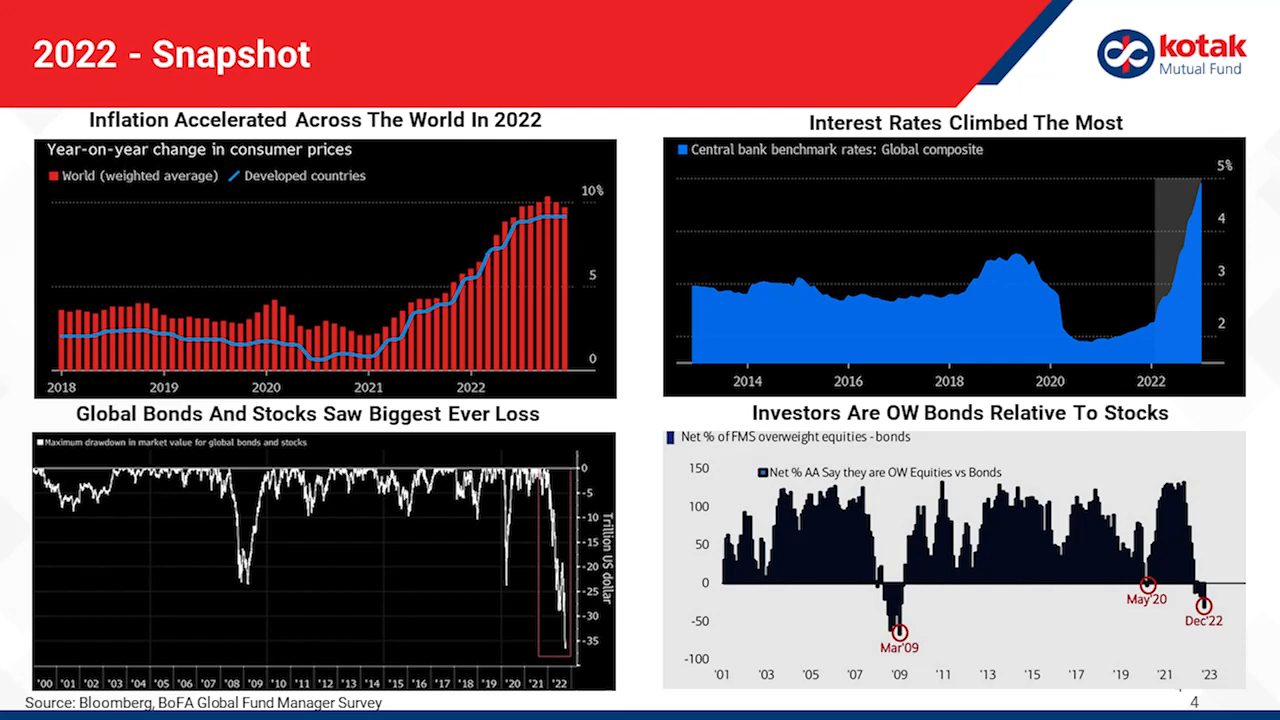 2022 - Snapshot
kotak
Mutual Fund
Inflation Accelerated Across The World In 2022
Year-on-year change in consumer prices
World (weighted average) Developed countries
10%
5
0
2018 2019 2020 2021 2022
Interest Rates Climbed The Most
Central bank benchmark rates: Global composite
5%
4
3
2
2014 2016 2018 2020 2022
Global Bonds And Stocks Saw Biggest Ever Loss
Maximum drawdown in market value for global bonds and stocks
0
-5
-10
-15
-20
-25
-30
-35
Trillion US dollar
'00 '01 '02 '03 '04 '05 '06 '07 '08 '09 '10 '11 '12 '13 '14 '15 '16 '17 '18 '19 '20 '21 '22
Investors Are OW Bonds Relative To Stocks
Net % of FMS overweight equities - bonds
Net % AA Say they are OW Equities vs Bonds
150
100
50
0
-50
-100
May'20
Dec'22
Mar'09
'01 '03 '05 '07 '09 '11 '13 '15 '17 '19 '21 '23
Source: Bloomberg, BoFA Global Fund Manager Survey
4